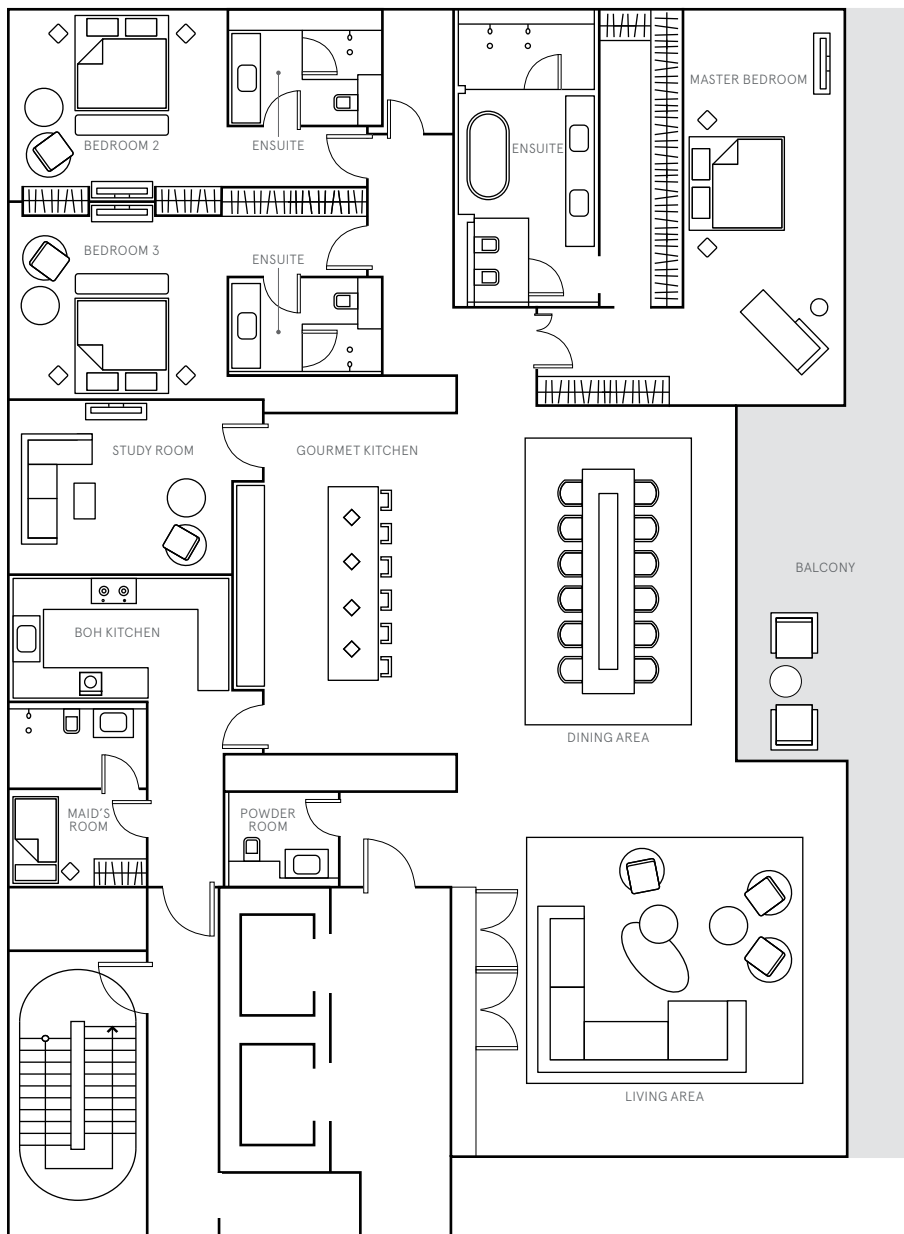 MASTER BEDROOM
BEDROOM 2
ENSUITE
ENSUITE
BEDROOM 3
ENSUITE
STUDY ROOM
GOURMET KITCHEN
BALCONY
BOH KITCHEN
DINING AREA
MAID'S
ROOM
POWDER
ROOM
LIVING AREA